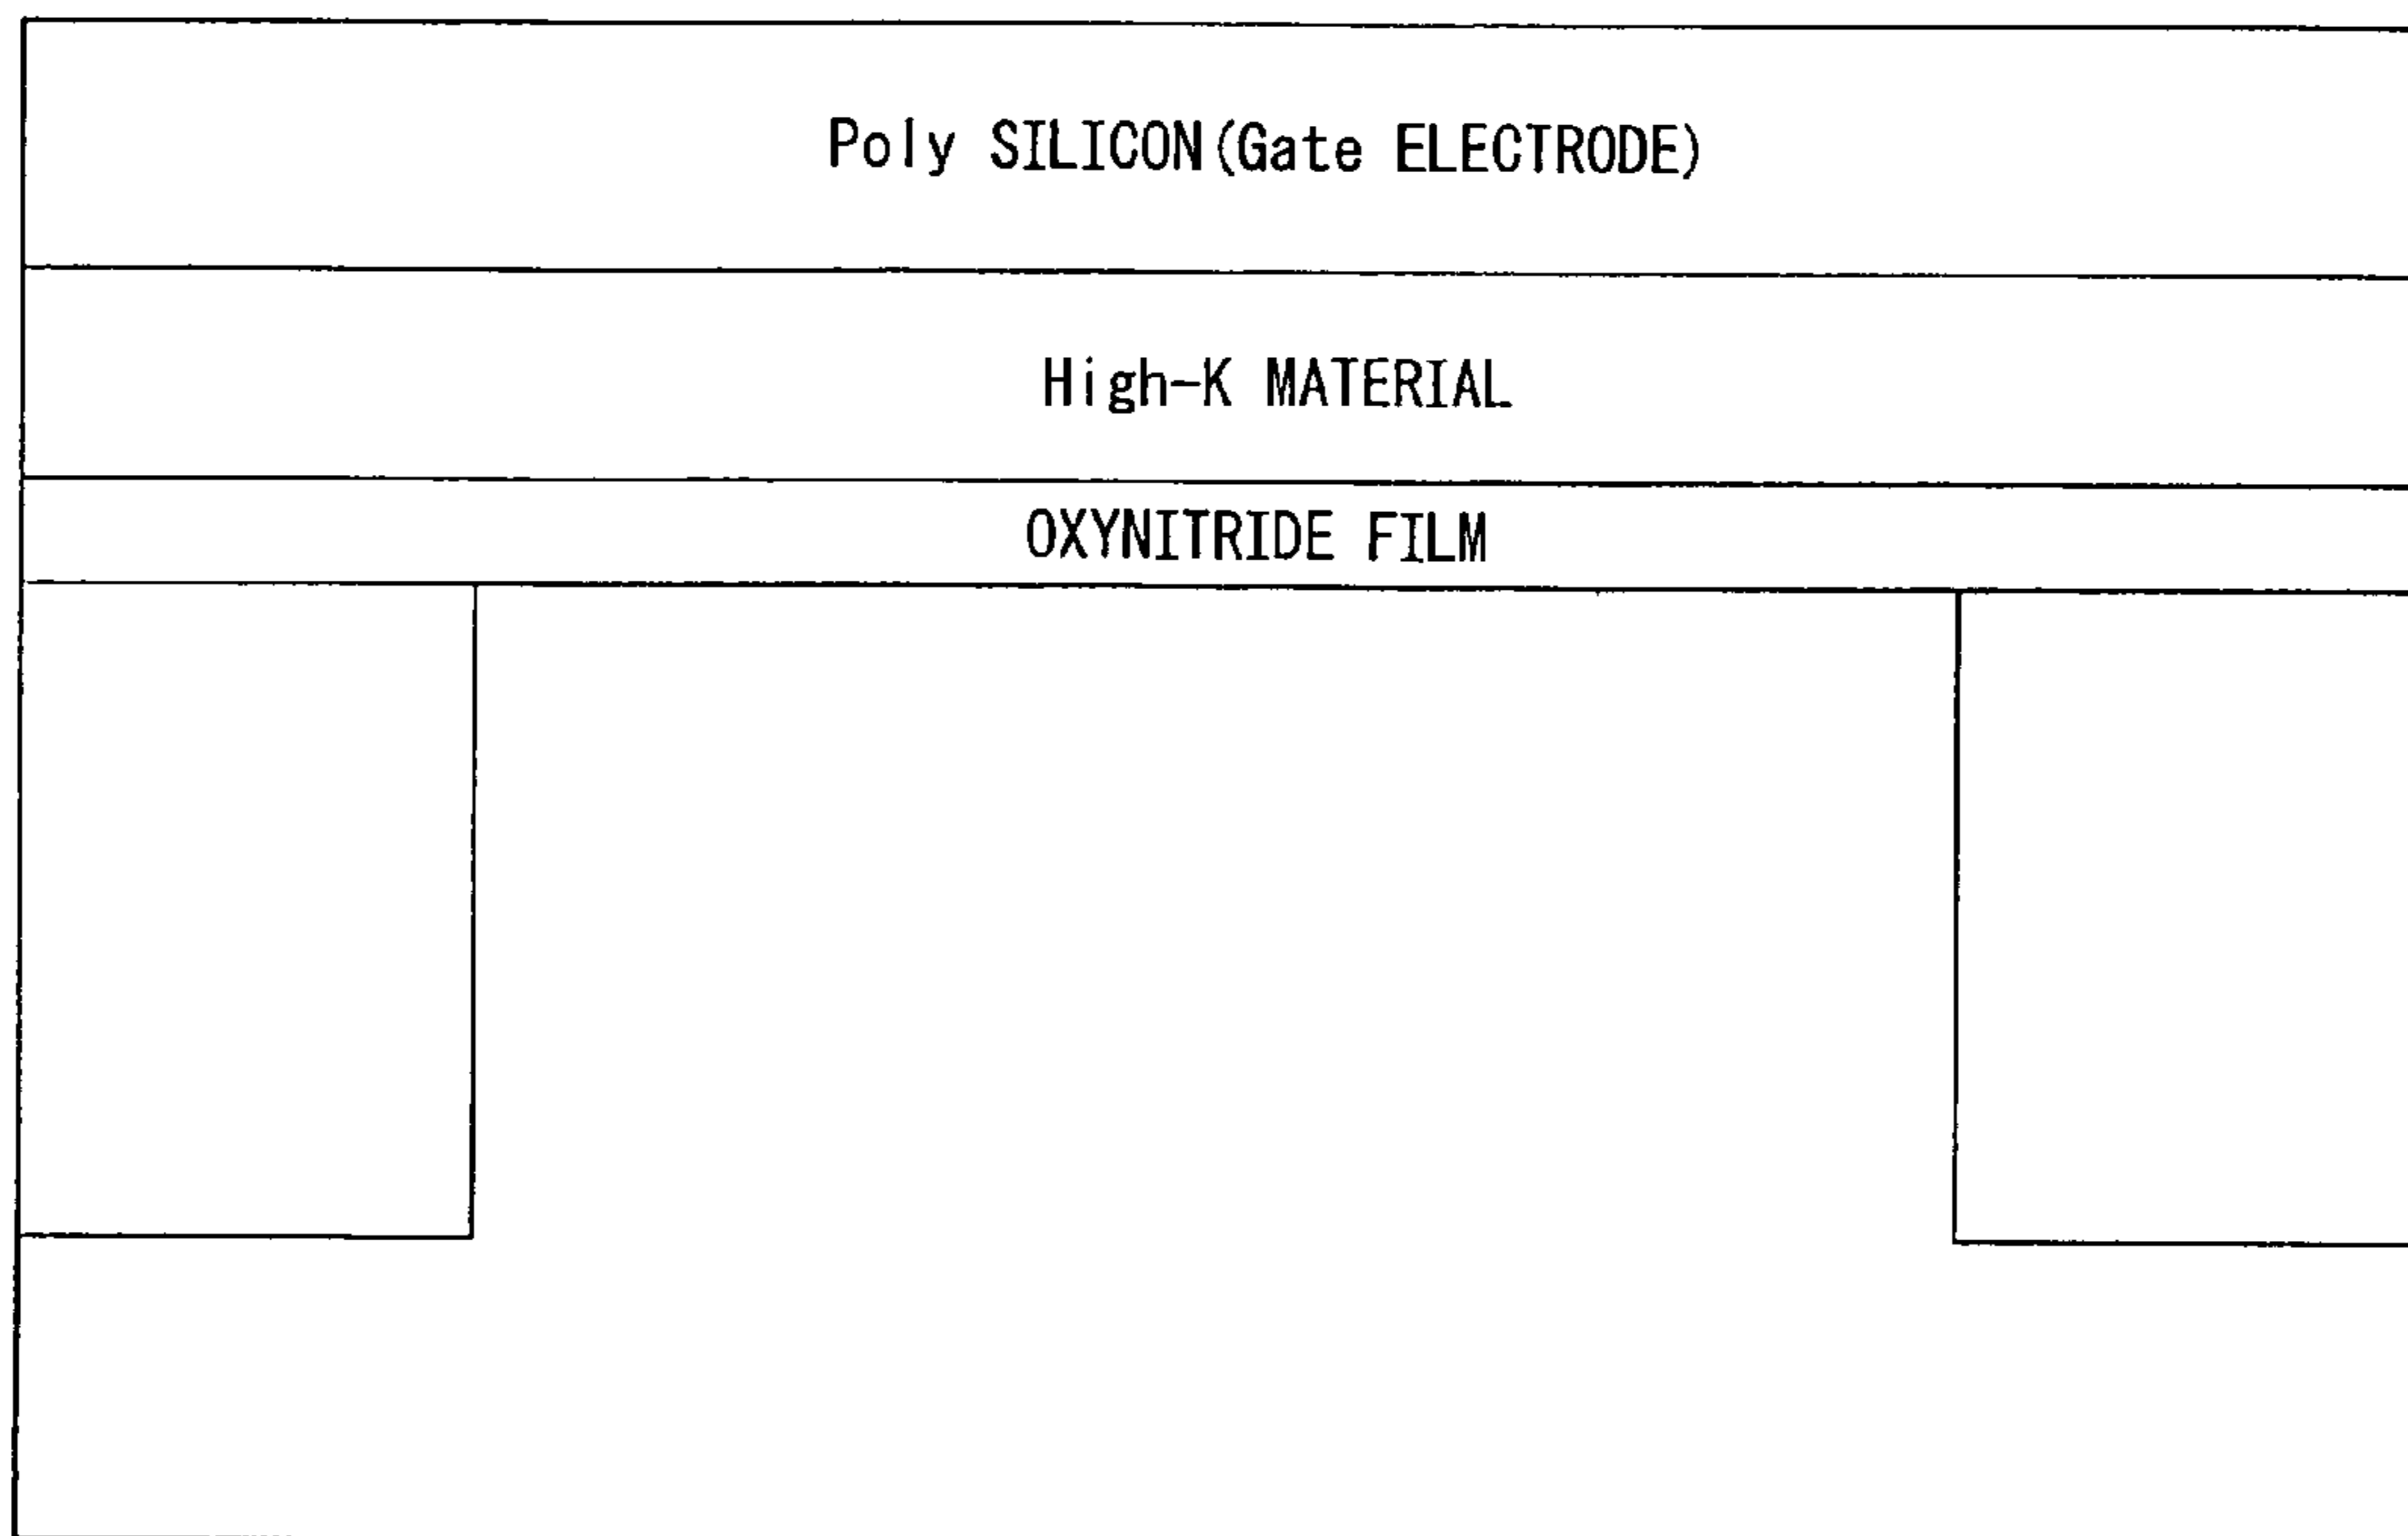 Poly SILICON(Gate ELECTRODE)
High-K MATERIAL
OXYNITRIDE FILM